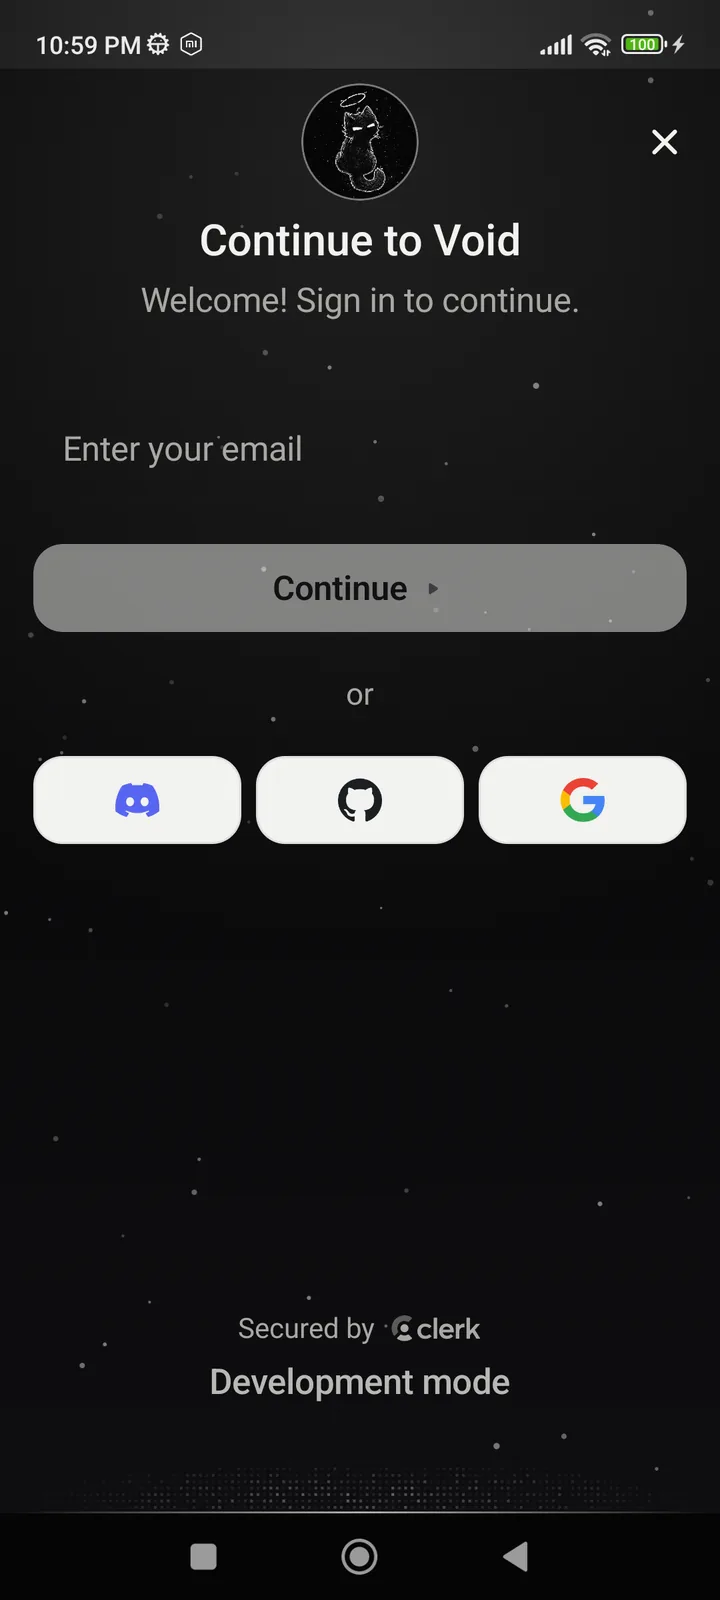 10:59 PM
100
Continue to Void
Welcome! Sign in to continue.
Enter your email
Continue
or
Secured by clerk
Development mode